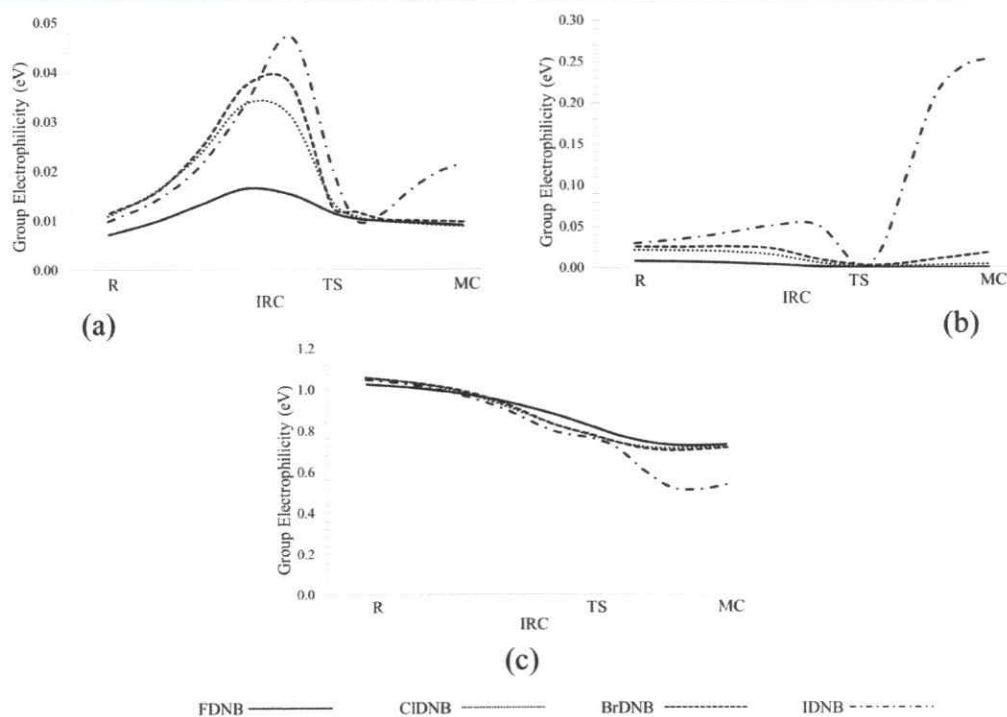 0.05
0.04
0.03
0.02
0.01
0.00
Group Electrophilicity (eV)
R
TS
MC
IRC
(a)
0.30
0.25
0.20
0.15
0.10
0.05
0.00
Group Electrophilicity (eV)
R
TS
MC
IRC
(b)
1.2
1.0
0.8
0.6
0.4
0.2
0.0
Group Electrophilicity (eV)
R
TS
MC
IRC
(c)
FDNB
ClDNB
BrDNB
IDNB